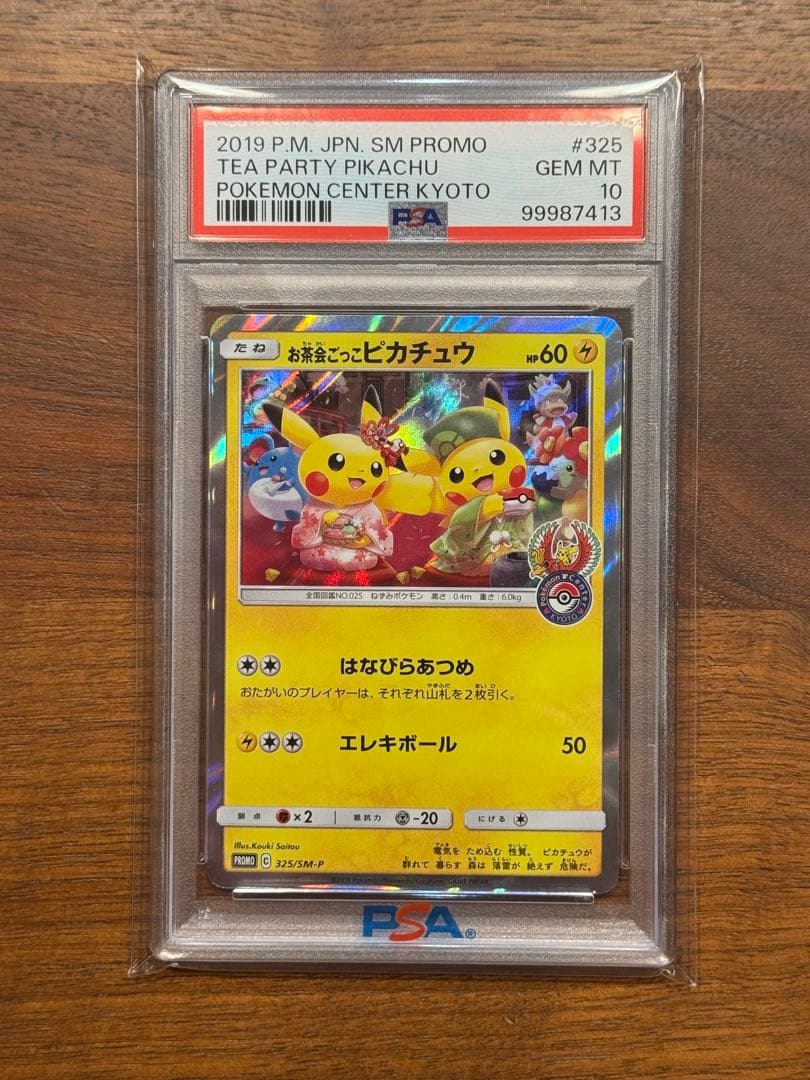 2019 P.M. JPN. SM PROMO #325
TEA PARTY PIKACHU GEM MT
POKEMON CENTER KYOTO 10
PSA 99987413
たね お茶会ごっこピカチュウ HP60
Pokémon Center
KYOTO
全国図鑑NO.025 ねずみポケモン 高さ:0.4m 重さ:6.0kg
はなびらあつめ
おたがいのプレイヤーは、それぞれ山札を2枚引く。
エレキボール 50
弱点 ×2 抵抗力 -20 にげる
Illus.Kouki Saitou
電気を ため込む 性質。 ピカチュウが
PROMO C 325/SM-P 群れて 暮らす 森は 落雷が 絶えず 危険だ。
PSA®